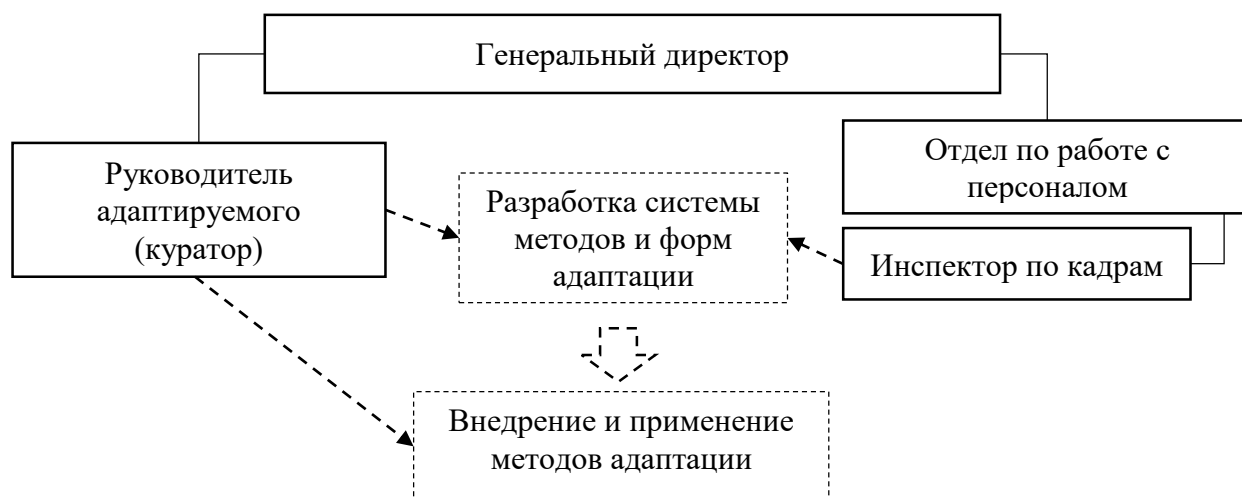 Генеральный директор
Руководитель
адаптируемого
(куратор)
Разработка системы
методов и форм
адаптации
Отдел по работе с
персоналом
Инспектор по кадрам
Внедрение и применение
методов адаптации